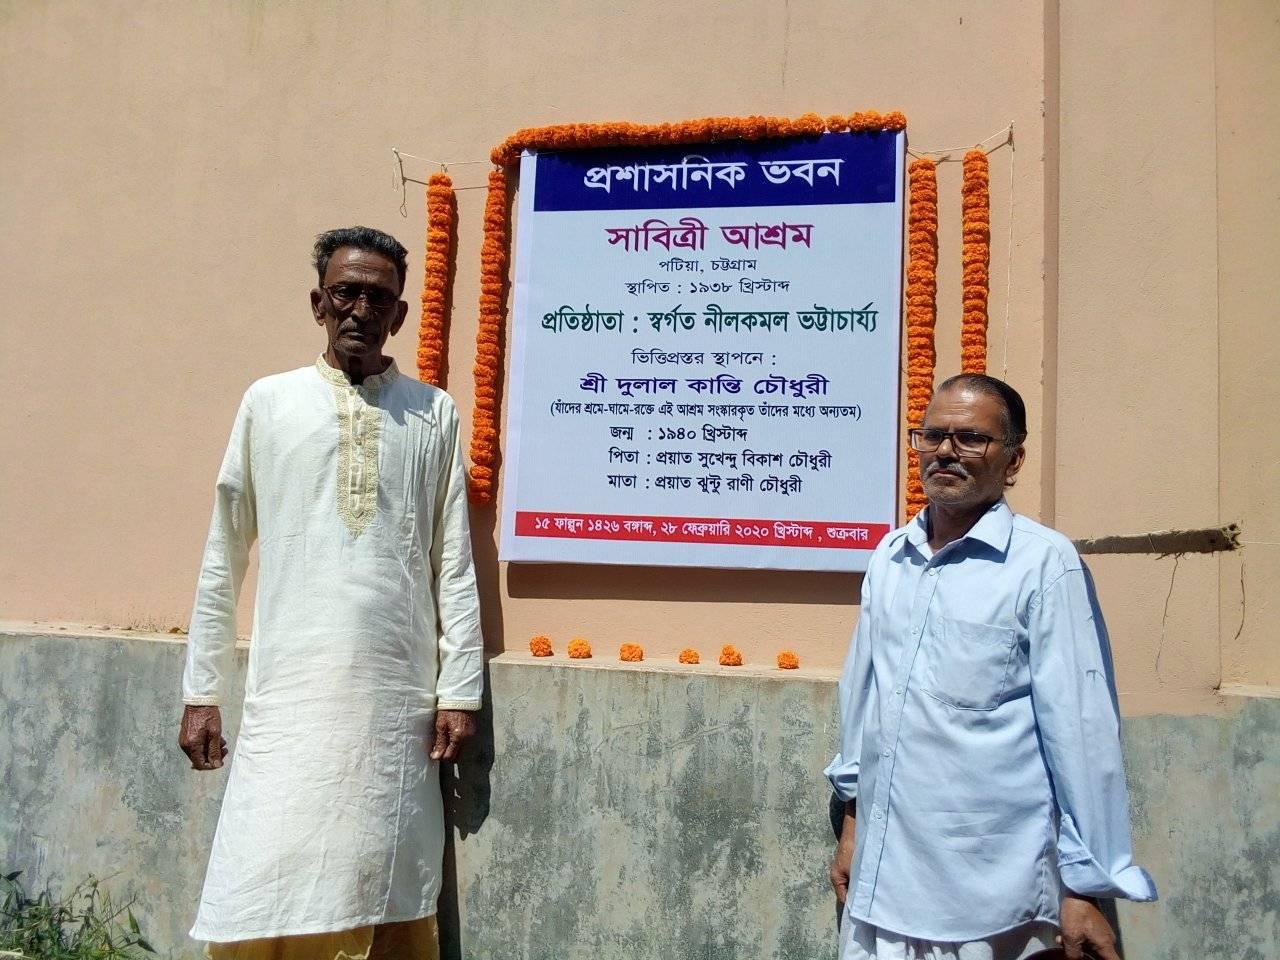 প্রশাসনিক ভবন
সাবিত্রী আশ্রম
পটিয়া, চট্টগ্রাম
স্থাপিত : ১৯৩৮ খ্রিস্টাব্দ
প্রতিষ্ঠাতা : স্বর্গত নীলকমল ভট্টাচার্য্য
ভিত্তিপ্রস্তর স্থাপনে :
শ্রী দুলাল কান্তি চৌধুরী
(যাঁদের শ্রমে-ঘামে-রক্তে এই আশ্রম সংস্কারকৃত তাঁদের মধ্যে অন্যতম)
জন্ম : ১৯৪০ খ্রিস্টাব্দ
পিতা : প্রয়াত সুখেন্দু বিকাশ চৌধুরী
মাতা : প্রয়াত ঝুন্টু রাণী চৌধুরী
১৫ ফাল্গুন ১৪২৬ বঙ্গাব্দ, ২৮ ফেব্রুয়ারি ২০২০ খ্রিস্টাব্দ , শুক্রবার